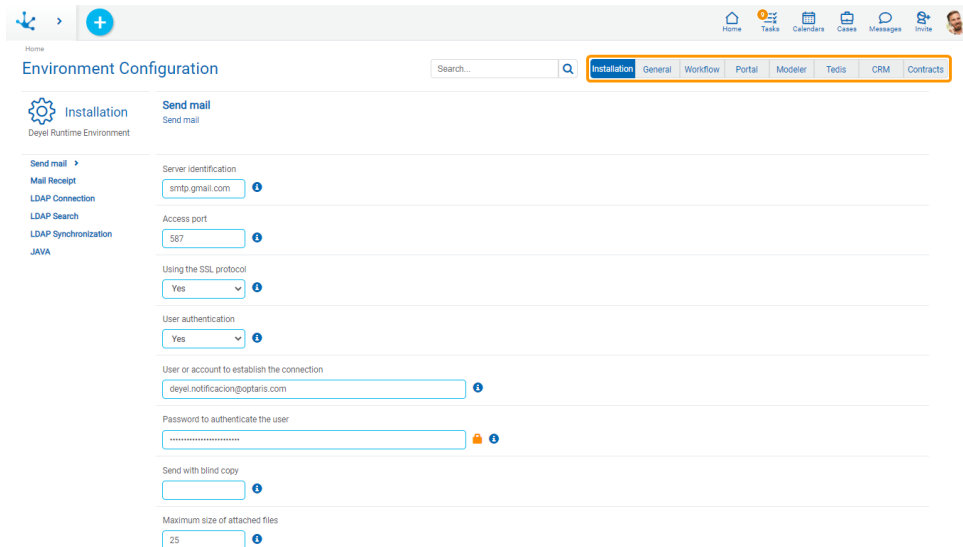 9
Home
Tasks
Calendars
Cases
Messages
Invite
Home
Environment Configuration
Search...
Installation
General
Workflow
Portal
Modeler
Tedis
CRM
Contracts
Installation
Deyel Runtime Environment
Send mail
Mail Receipt
LDAP Connection
LDAP Search
LDAP Synchronization
JAVA
Send mail
Send mail
Server identification
smtp.gmail.com
Access port
587
Using the SSL protocol
Yes
User authentication
Yes
User or account to establish the connection
deyel.notificacion@optaris.com
Password to authenticate the user
Send with blind copy
Maximum size of attached files
25